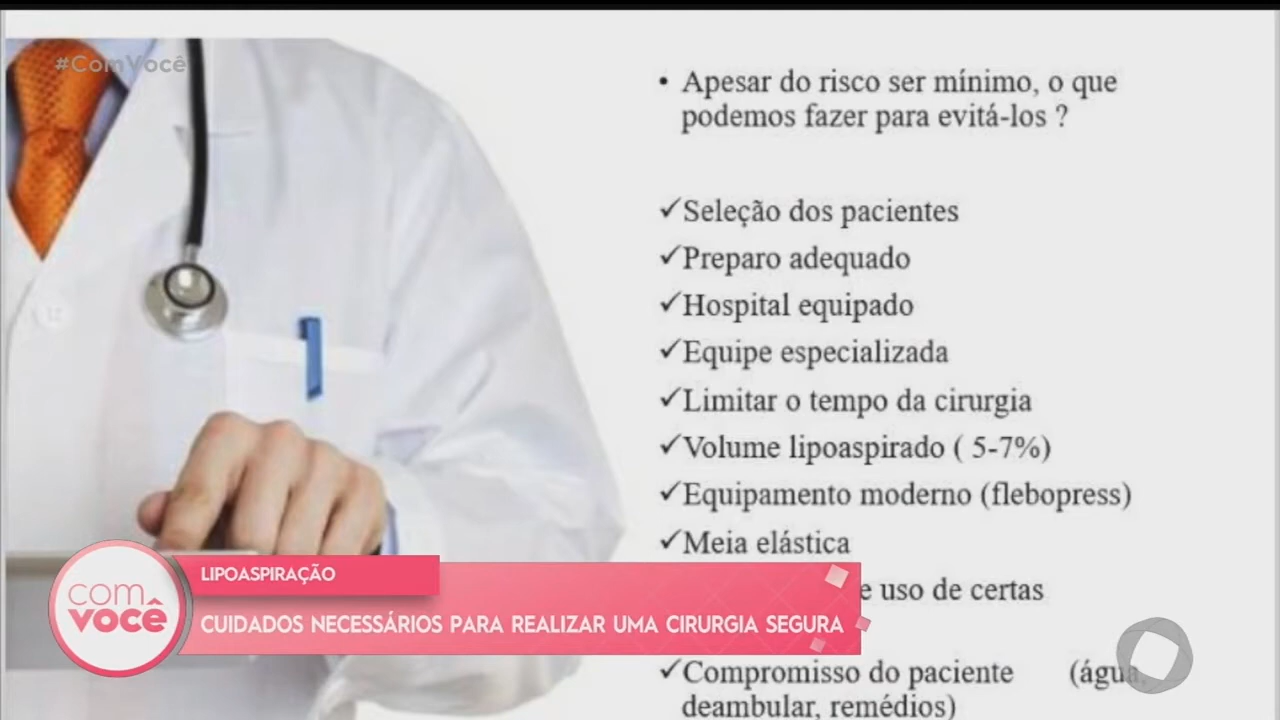 #ComVocê
• Apesar do risco ser mínimo, o que
podemos fazer para evitá-los ?
✓Seleção dos pacientes
✓Preparo adequado
✓Hospital equipado
✓Equipe especializada
✓Limitar o tempo da cirurgia
✓Volume lipoaspirado ( 5-7%)
✓Equipamento moderno (flebopress)
✓Meia elástica
e uso de certas
✓Compromisso do paciente (água,
deambular, remédios)
com
você
LIPOASPIRAÇÃO
CUIDADOS NECESSÁRIOS PARA REALIZAR UMA CIRURGIA SEGURA